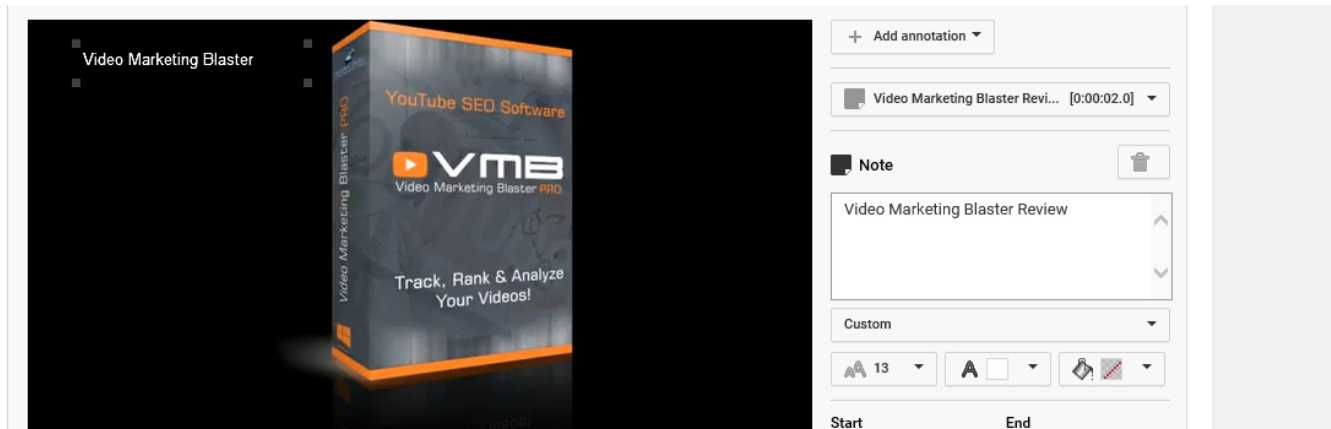 Video Marketing Blaster
YouTube SEO Software
VMB
Video Marketing Blaster PRO
Track, Rank & Analyze
Your Videos!
Video Marketing Blaster PRO
Add annotation
Video Marketing Blaster Revi... [0:00:02.0]
Note
Video Marketing Blaster Review
Custom
A A 13
A
Start End